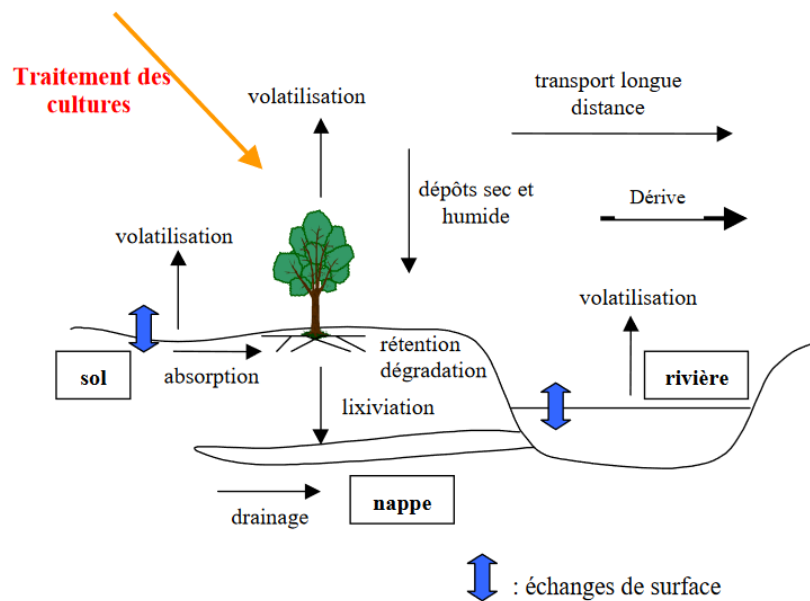 Traitement des
cultures
volatilisation
transport longue
distance
dépôts sec et
humide
Dérive
volatilisation
volatilisation
sol
absorption
rétention
dégradation
rivière
lixiviation
drainage
nappe
: échanges de surface